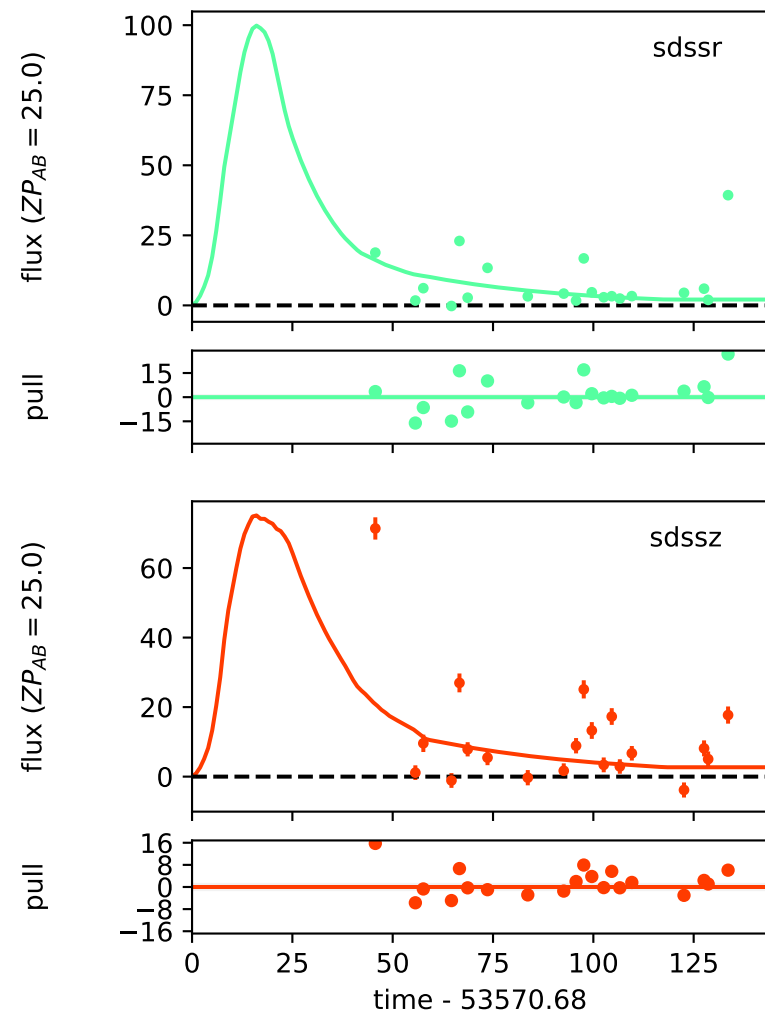 sdssr
flux (ZP_AB = 25.0)
100
75
50
25
0
pull
15
0
−15
sdssz
flux (ZP_AB = 25.0)
60
40
20
0
pull
16
8
0
−8
−16
0 25 50 75 100 125
time - 53570.68